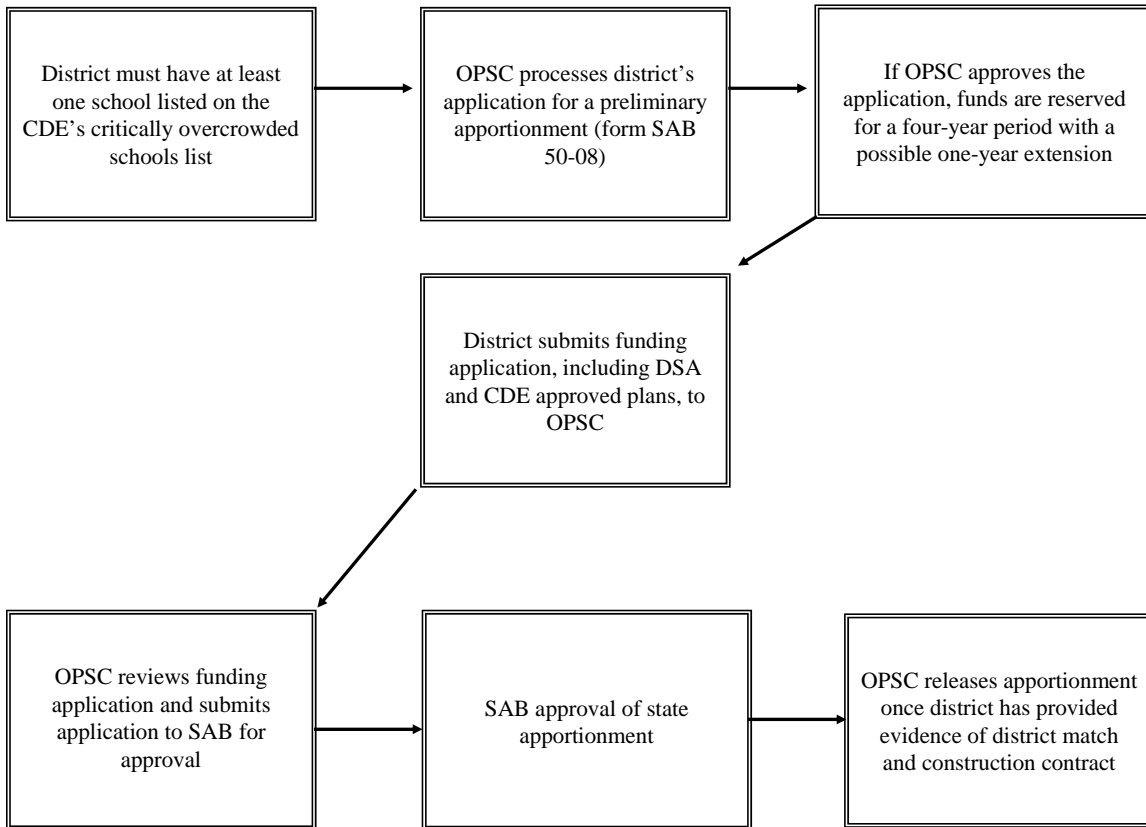 District must have at least
one school listed on the
CDE's critically overcrowded
schools list
OPSC processes district's
application for a preliminary
apportionment (form SAB
50-08)
If OPSC approves the
application, funds are reserved
for a four-year period with a
possible one-year extension
District submits funding
application, including DSA
and CDE approved plans, to
OPSC
OPSC reviews funding
application and submits
application to SAB for
approval
SAB approval of state
apportionment
OPSC releases apportionment
once district has provided
evidence of district match
and construction contract